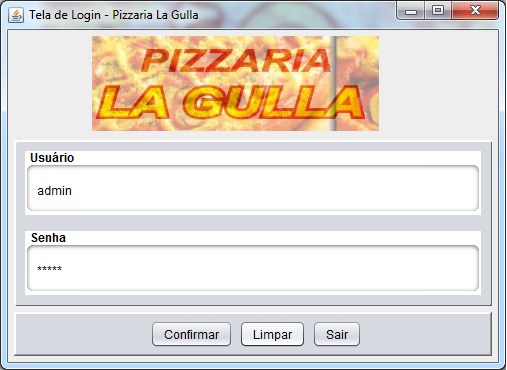 Tela de Login - Pizzaria La Gulla
PIZZARIA
LA GULLA
Usuário
admin
Senha
*****
Confirmar Limpar Sair